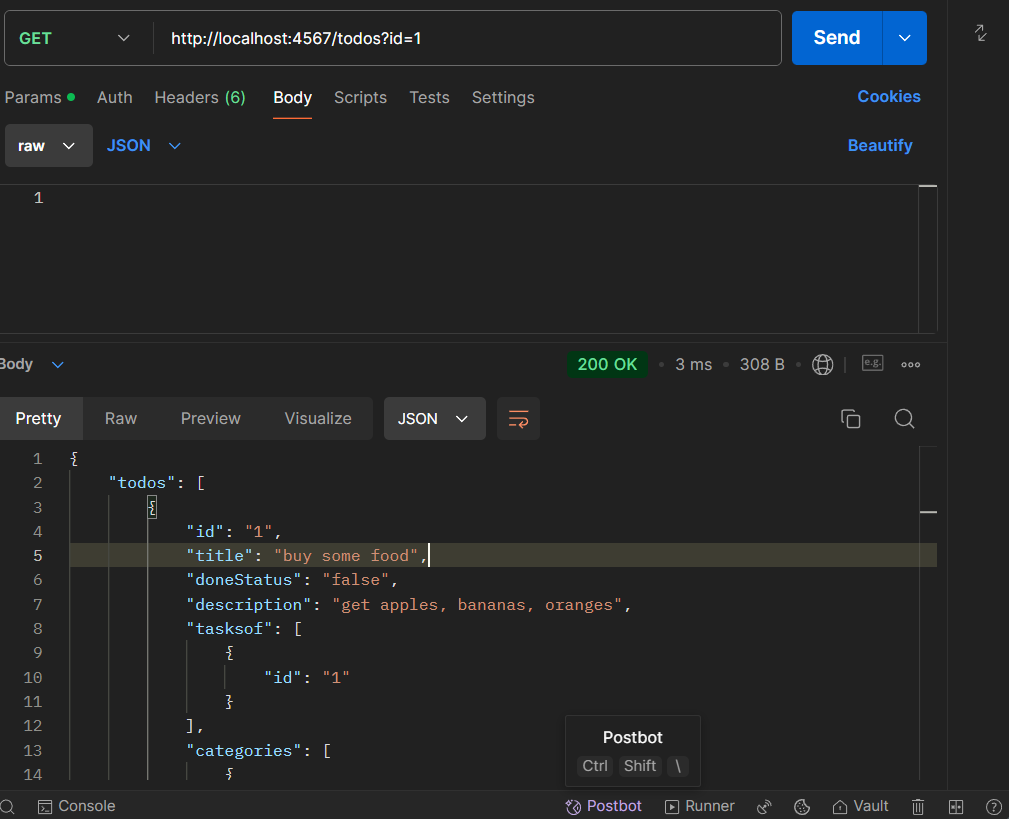 GET http://localhost:4567/todos?id=1 Send
Params Auth Headers (6) Body Scripts Tests Settings Cookies
raw JSON Beautify
1
Body 200 OK 3 ms 308 B e.g.
Pretty Raw Preview Visualize JSON
1 {
2 "todos": [
3 {
4 "id": "1",
5 "title": "buy some food",
6 "doneStatus": "false",
7 "description": "get apples, bananas, oranges",
8 "tasksof": [
9 {
10 "id": "1"
11 }
12 ],
13 "categories": [
14 {
Postbot
Ctrl Shift \
Console Postbot Runner Vault